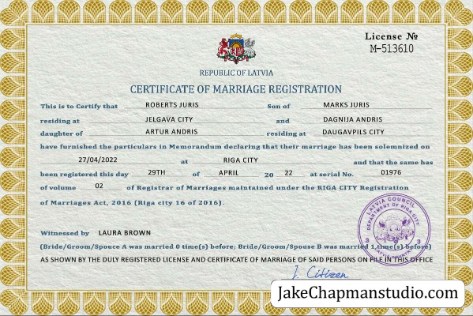 License №
M-513610
REPUBLIC OF LATVIA
CERTIFICATE OF MARRIAGE REGISTRATION
This is to Certify that ROBERTS JURIS Son of MARKS JURIS
residing at JELGAVA CITY and DAGNIJA ANDRIS
daughter of ARTUR ANDRIS residing at DAUGAVPILS CITY
have furnished the particulars in Memorandum declaring that their marriage has been solemnized on
27/04/2022 at RIGA CITY and that the same has
been registered this day 29TH of APRIL 20 22 at serial No. 01976
of volume 02 of Registrar of Marriages maintained under the RIGA CITY Registration
of Marriages Act, 2016 (Riga city 16 of 2016).
LATVIA COUNCIL
DEPARTMENT OF RIGA CITY
Witnessed by LAURA BROWN
(Bride/Groom/Spouse A was married 0 time(s) before; Bride/Groom/Spouse B was married 1 time(s) before)
AS SHOWN BY THE DULY REGISTERED LICENSE AND CERTIFICATE OF MARRIAGE OF SAID PERSONS ON FILE IN THIS OFFICE
J. Citizen
JakeChapmanstudio.com